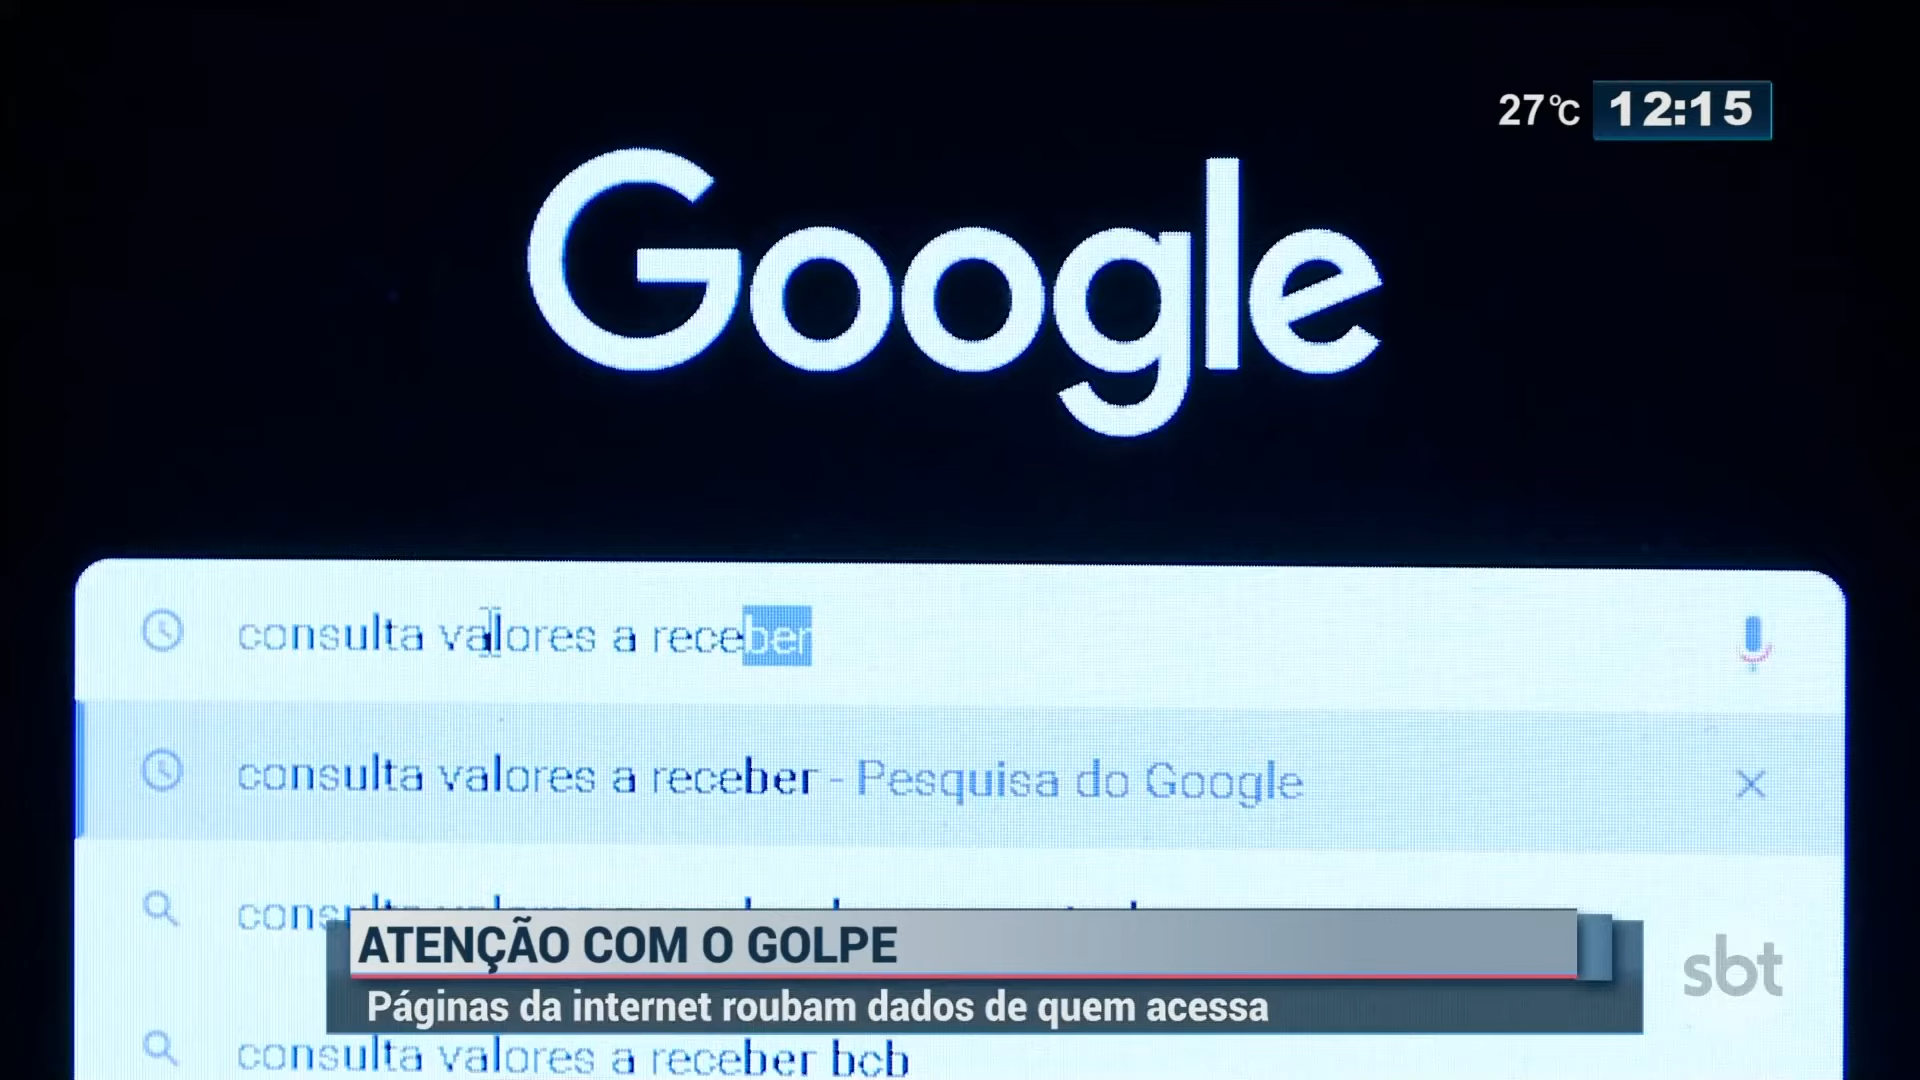 27°C 12:15
Google
consulta valores a receber
consulta valores a receber - Pesquisa do Google
ATENÇÃO COM O GOLPE
Páginas da internet roubam dados de quem acessa
sbt
consulta valores a receber bcb